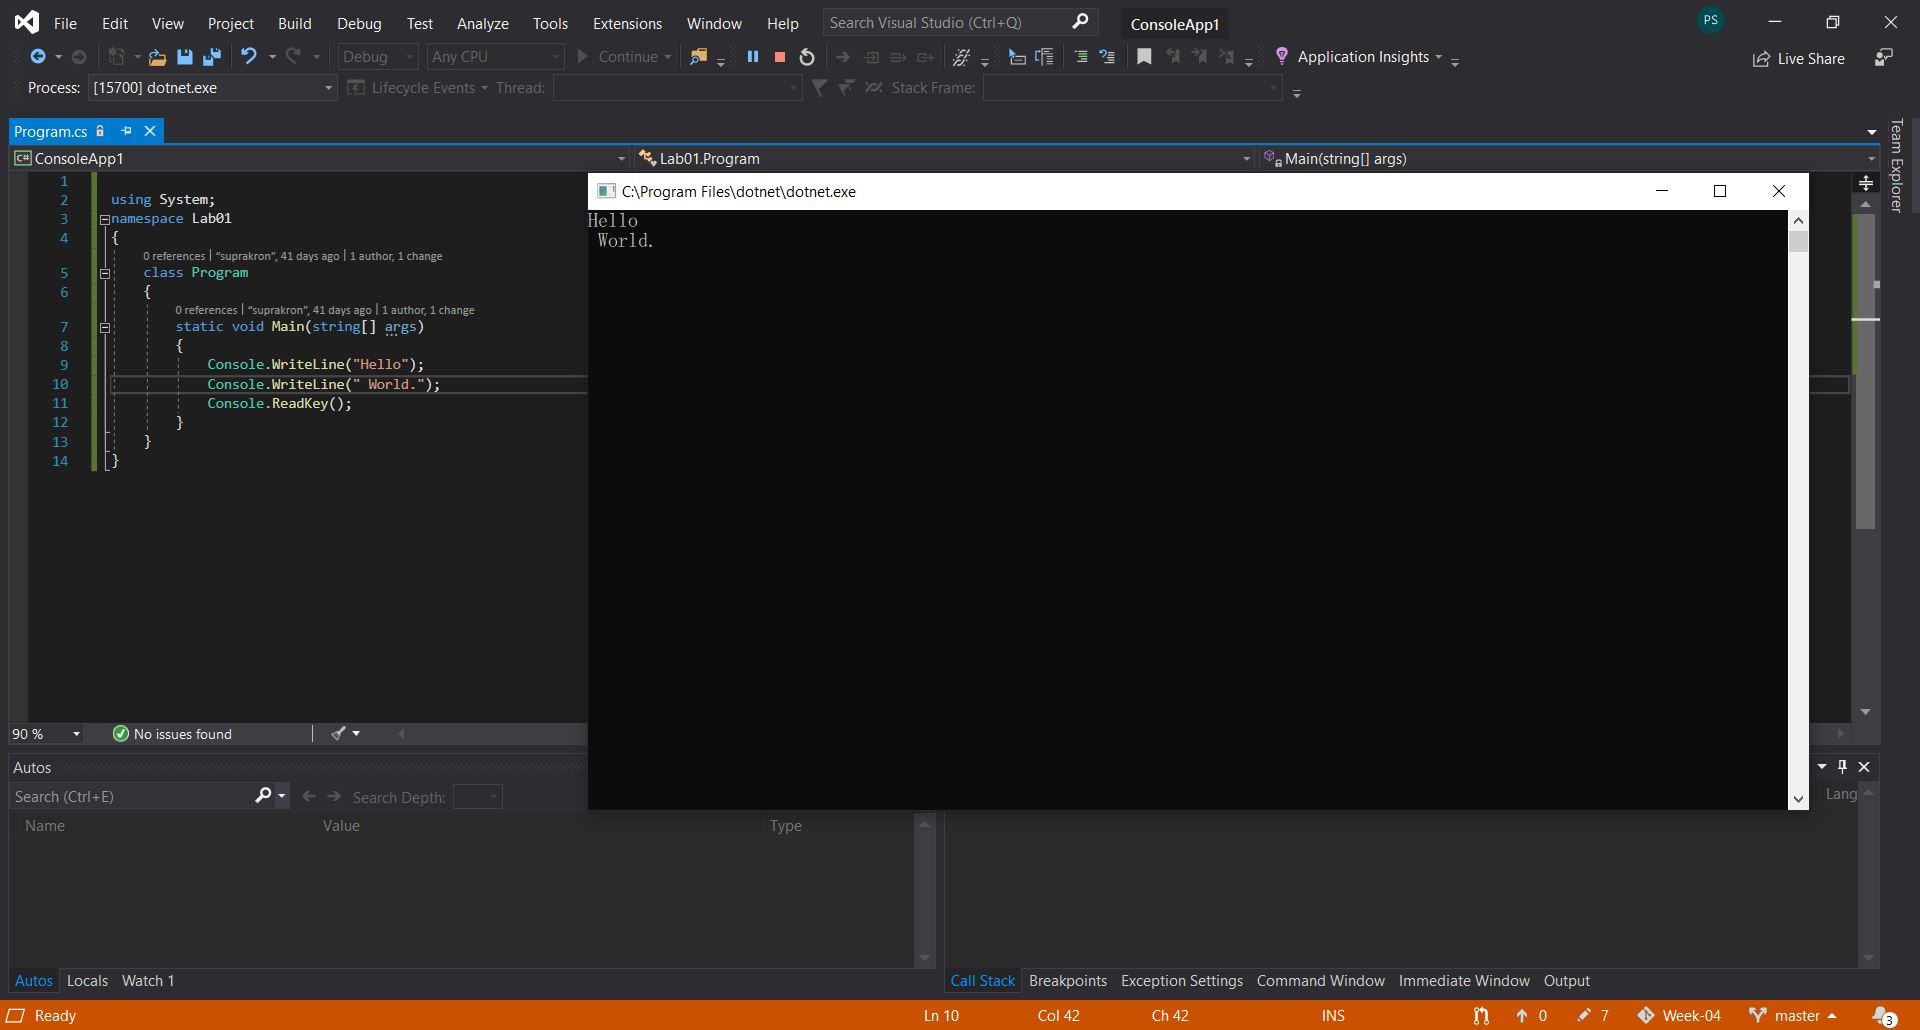 File Edit View Project Build Debug Test Analyze Tools Extensions Window Help Search Visual Studio (Ctrl+Q) ConsoleApp1 PS
Debug Any CPU Continue Application Insights Live Share
Process: [15700] dotnet.exe Lifecycle Events Thread: Stack Frame:
Program.cs
Team Explorer
C# ConsoleApp1 Lab01.Program Main(string[] args)
1
2 using System;
3 namespace Lab01
4 {
0 references | "suprakron", 41 days ago | 1 author, 1 change
5 class Program
6 {
0 references | "suprakron", 41 days ago | 1 author, 1 change
7 static void Main(string[] args)
8 {
9 Console.WriteLine("Hello");
10 Console.WriteLine(" World.");
11 Console.ReadKey();
12 }
13 }
14 }
C:\Program Files\dotnet\dotnet.exe
Hello
 World.
90 % No issues found
Autos
Search (Ctrl+E) Search Depth:
Name Value Type
Lang
Autos Locals Watch 1
Call Stack Breakpoints Exception Settings Command Window Immediate Window Output
Ready Ln 10 Col 42 Ch 42 INS 0 7 Week-04 master 3